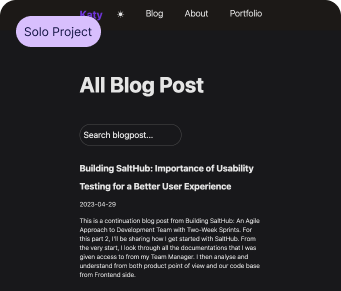 Katy
Blog
About
Portfolio
Solo Project
All Blog Post
Search blogpost...
Building SaltHub: Importance of Usability
Testing for a Better User Experience
2023-04-29
This is a continuation blog post from Building SaltHub: An Agile
Approach to Development Team with Two-Week Sprints. For
this part 2, I'll be sharing how I get started with SaltHub. From
the very start, I look through all the documentations that I was
given access to from my Team Manager. I then analyse and
understand from both product point of view and our code base
from Frontend side.